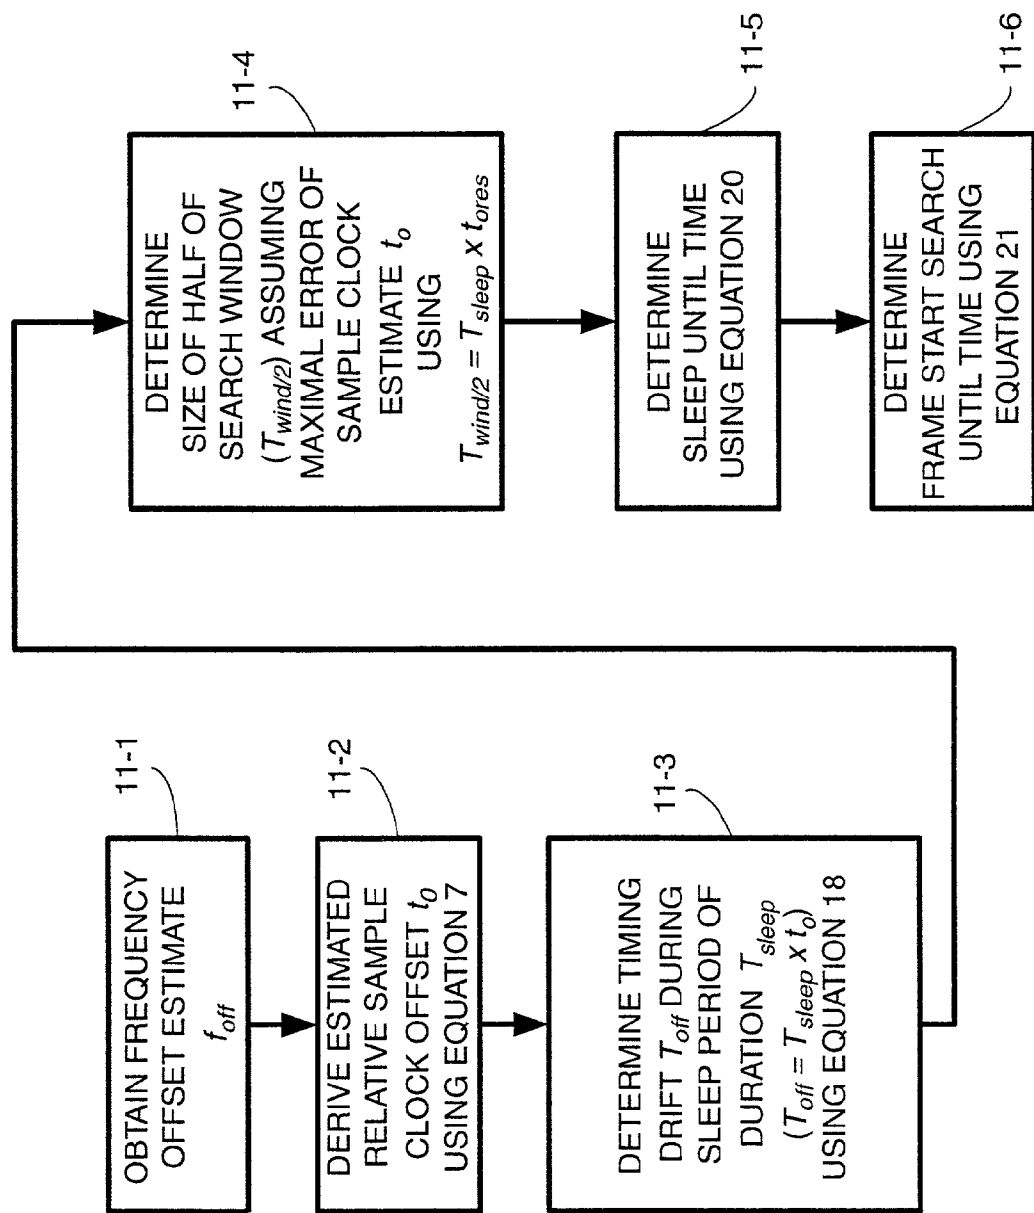 11-1
OBTAIN FREQUENCY
OFFSET ESTIMATE
f_off
11-2
DERIVE ESTIMATED
RELATIVE SAMPLE
CLOCK OFFSET t_o
USING EQUATION 7
11-3
DETERMINE TIMING
DRIFT T_off DURING
SLEEP PERIOD OF
DURATION T_sleep
(T_off = T_sleep x t_o)
USING EQUATION 18
11-4
DETERMINE
SIZE OF HALF OF
SEARCH WINDOW
(T_wind/2) ASSUMING
MAXIMAL ERROR OF
SAMPLE CLOCK
ESTIMATE t_o
USING
T_wind/2 = T_sleep x t_ores
11-5
DETERMINE
SLEEP UNTIL TIME
USING EQUATION 20
11-6
DETERMINE
FRAME START SEARCH
UNTIL TIME USING
EQUATION 21